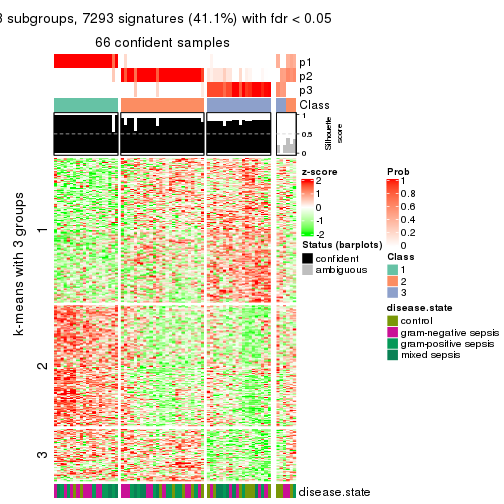 3 subgroups, 7293 signatures (41.1%) with fdr < 0.05
66 confident samples
p1
p2
p3
Class
1
0.5
0
Silhouette
score
k-means with 3 groups
1
2
3
disease.state
z-score
2
1
0
-1
-2
Status (barplots)
confident
ambiguous
Prob
1
0.8
0.6
0.4
0.2
0
Class
1
2
3
disease.state
control
gram-negative sepsis
gram-positive sepsis
mixed sepsis